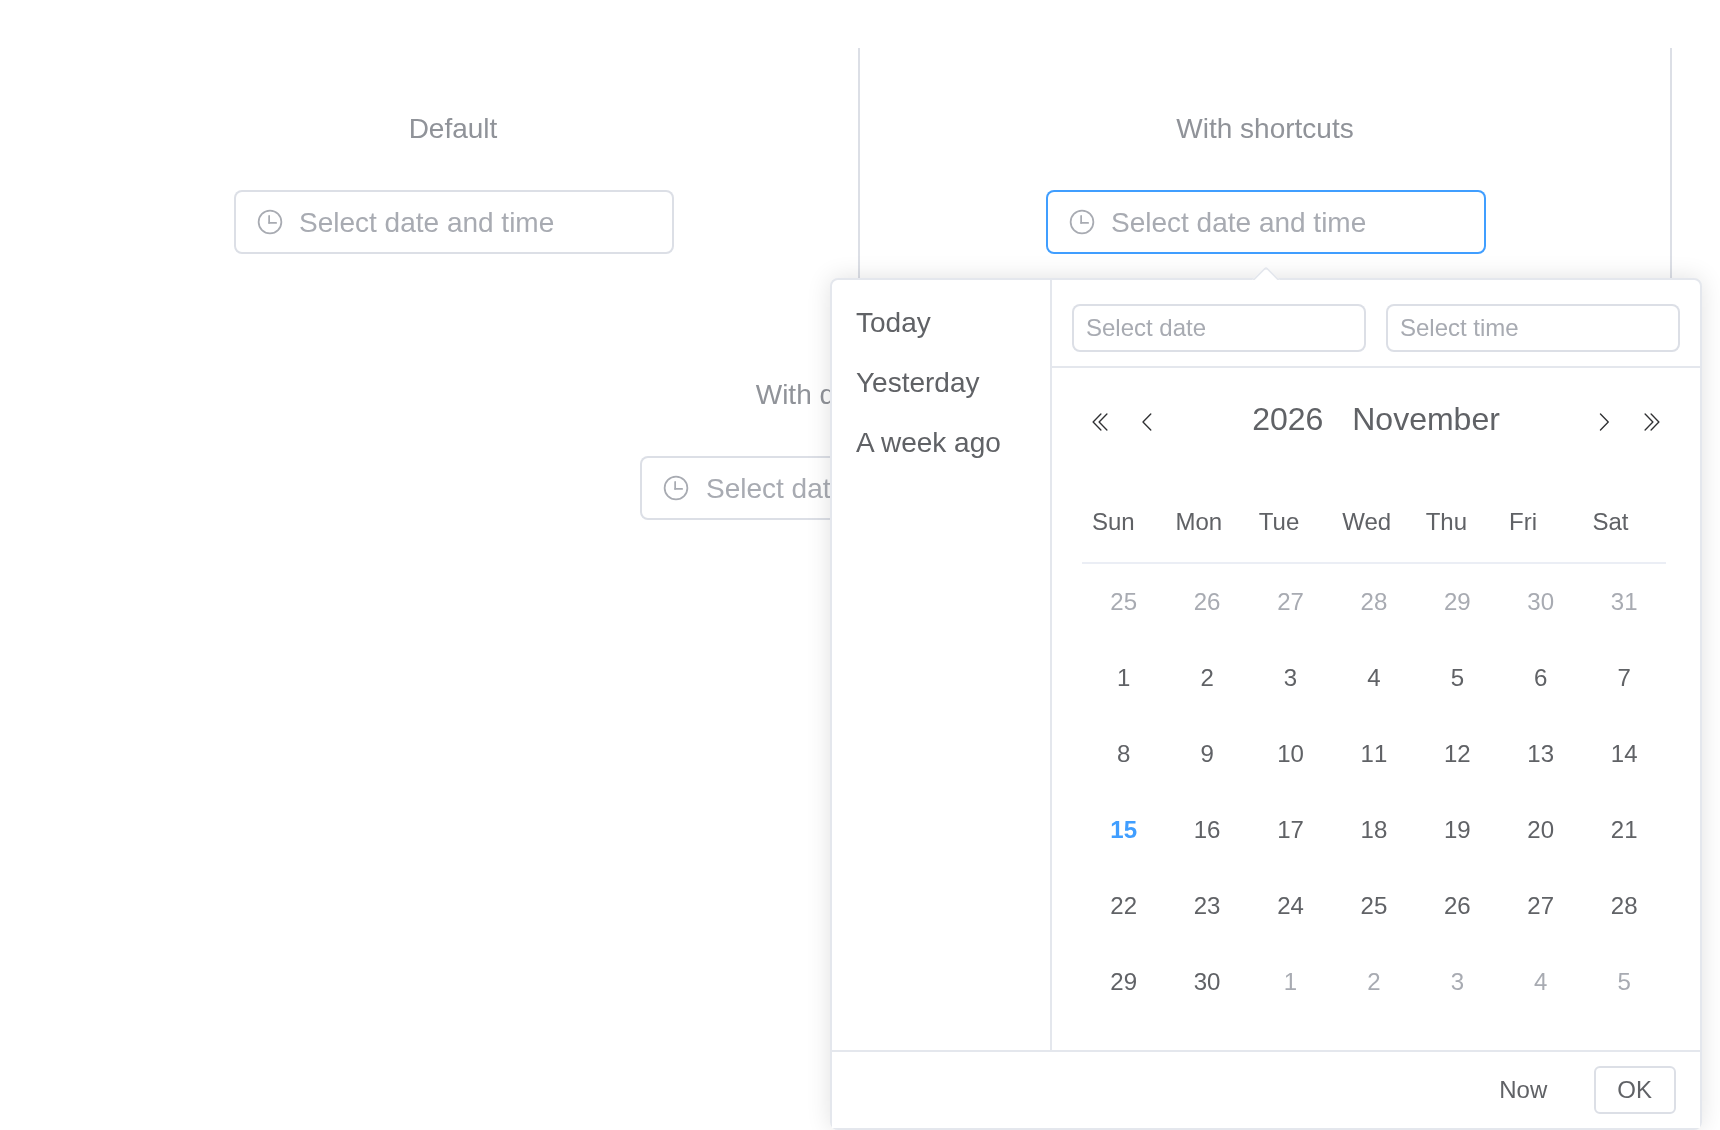 Default
With shortcuts
Select date and time
Select date and time
Today
Select date
Select time
Yesterday
With
A week ago
2026 November
Select
Sun Mon Tue Wed Thu Fri Sat
25 26 27 28 29 30 31
1 2 3 4 5 6 7
8 9 10 11 12 13 14
15 16 17 18 19 20 21
22 23 24 25 26 27 28
29 30 1 2 3 4 5
Now
OK